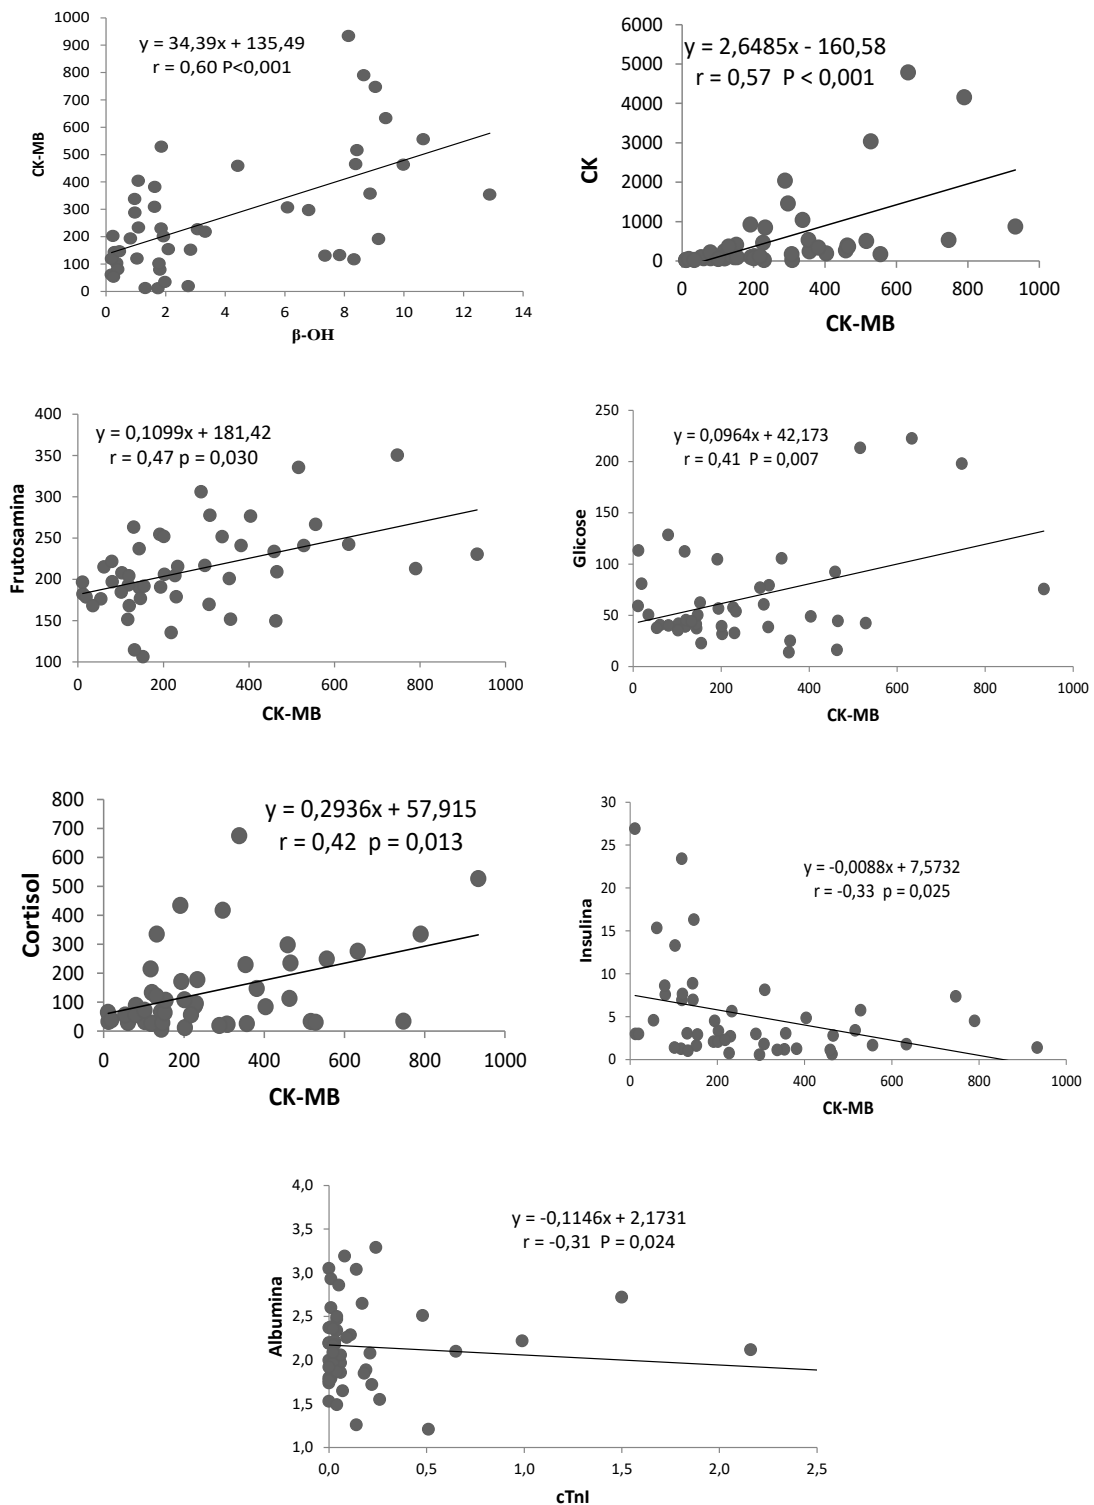 1000
900
800
700
600
500
400
300
200
100
0
CK-MB
y = 34,39x + 135,49
r = 0,60 P<0,001
0 2 4 6 8 10 12 14
β-OH
6000
5000
4000
3000
2000
1000
0
CK
y = 2,6485x - 160,58
r = 0,57 P < 0,001
0 200 400 600 800 1000
CK-MB
400
350
300
250
200
150
100
Frutosamina
y = 0,1099x + 181,42
r = 0,47 p = 0,030
0 200 400 600 800 1000
CK-MB
250
200
150
100
50
0
Glicose
y = 0,0964x + 42,173
r = 0,41 P = 0,007
0 200 400 600 800 1000
CK-MB
800
700
600
500
400
300
200
100
0
Cortisol
y = 0,2936x + 57,915
r = 0,42 p = 0,013
0 200 400 600 800 1000
CK-MB
30
25
20
15
10
5
0
Insulina
y = -0,0088x + 7,5732
r = -0,33 p = 0,025
0 200 400 600 800 1000
CK-MB
4,0
3,5
3,0
2,5
2,0
1,5
1,0
Albumina
y = -0,1146x + 2,1731
r = -0,31 P = 0,024
0,0 0,5 1,0 1,5 2,0 2,5
cTnI